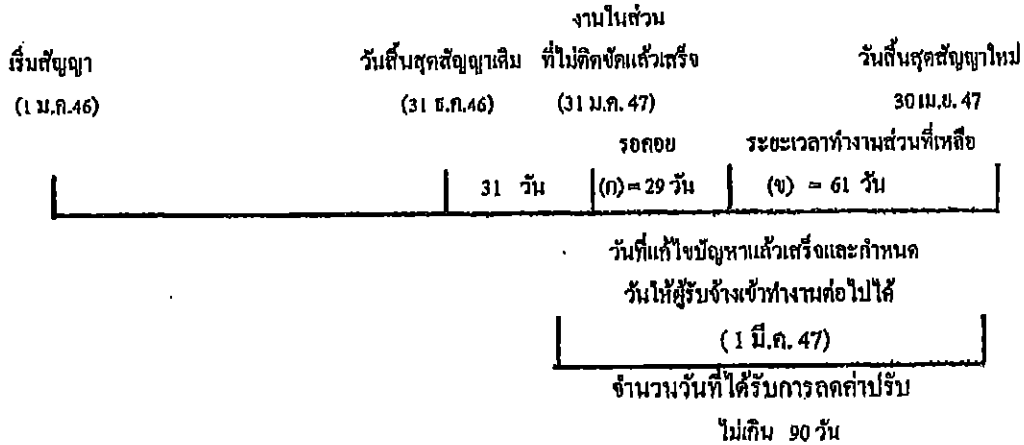 งานในส่วน
เริ่มสัญญา วันสิ้นสุดสัญญาเดิม ที่ไม่ติดขัดแล้วเสร็จ วันสิ้นสุดสัญญาใหม่
(1 ม.ค.46) (31 ธ.ค.46) (31 ม.ค. 47) 30 เม.ย. 47
รอคอย ระยะเวลาทำงานส่วนที่เหลือ
31 วัน (ก)= 29 วัน (ข) = 61 วัน
วันที่แก้ไขปัญหาแล้วเสร็จและกำหนด
วันให้ผู้รับจ้างเข้าทำงานต่อไปได้
( 1 มี.ค. 47)
จำนวนวันที่ได้รับการลดค่าปรับ
ไม่เกิน 90 วัน